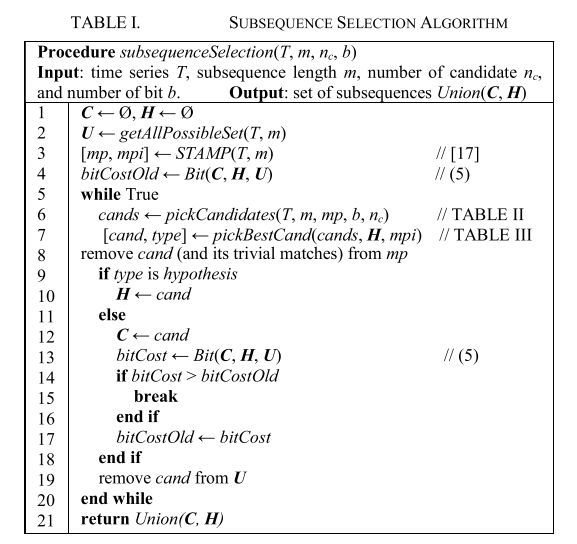 TABLE I. SUBSEQUENCE SELECTION ALGORITHM
Procedure subsequenceSelection(T, m, nc, b)
Input: time series T, subsequence length m, number of candidate nc,
and number of bit b. Output: set of subsequences Union(C, H)
1 C ← Ø, H ← Ø
2 U ← getAllPossibleSet(T, m)
3 [mp, mpi] ← STAMP(T, m) // [17]
4 bitCostOld ← Bit(C, H, U) // (5)
5 while True
6 cands ← pickCandidates(T, m, mp, b, nc) // TABLE II
7 [cand, type] ← pickBestCand(cands, H, mpi) // TABLE III
8 remove cand (and its trivial matches) from mp
9 if type is hypothesis
10 H ← cand
11 else
12 C ← cand
13 bitCost ← Bit(C, H, U) // (5)
14 if bitCost > bitCostOld
15 break
16 end if
17 bitCostOld ← bitCost
18 end if
19 remove cand from U
20 end while
21 return Union(C, H)